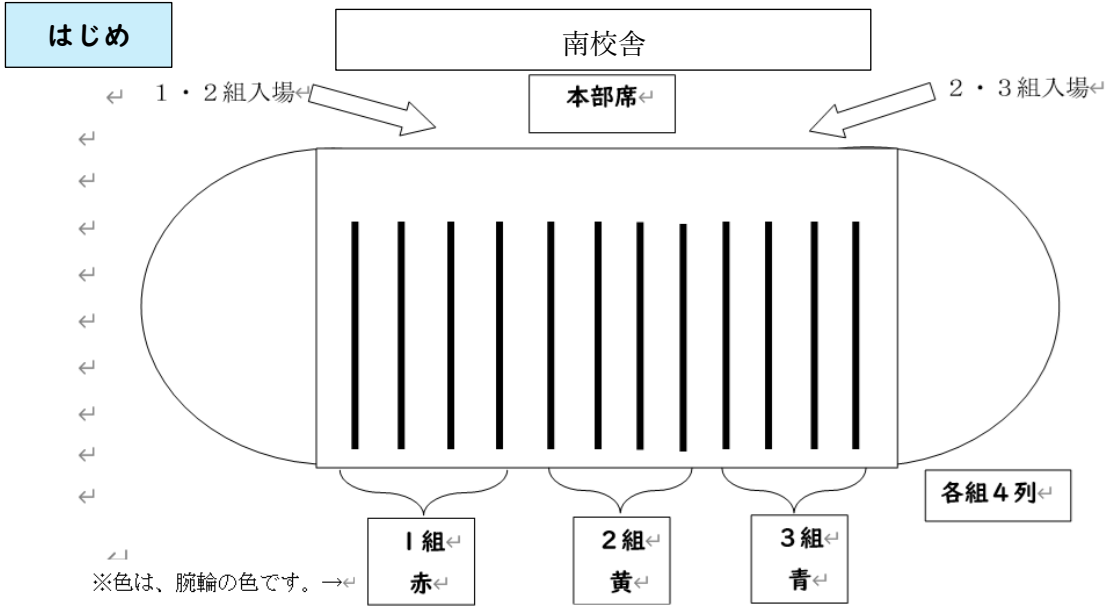 はじめ
南校舎
１・２組入場↵
本部席↵
２・３組入場↵
各組４列↵
１組↵
赤↵
２組↵
黄↵
３組↵
青↵
※色は、腕輪の色です。→↵